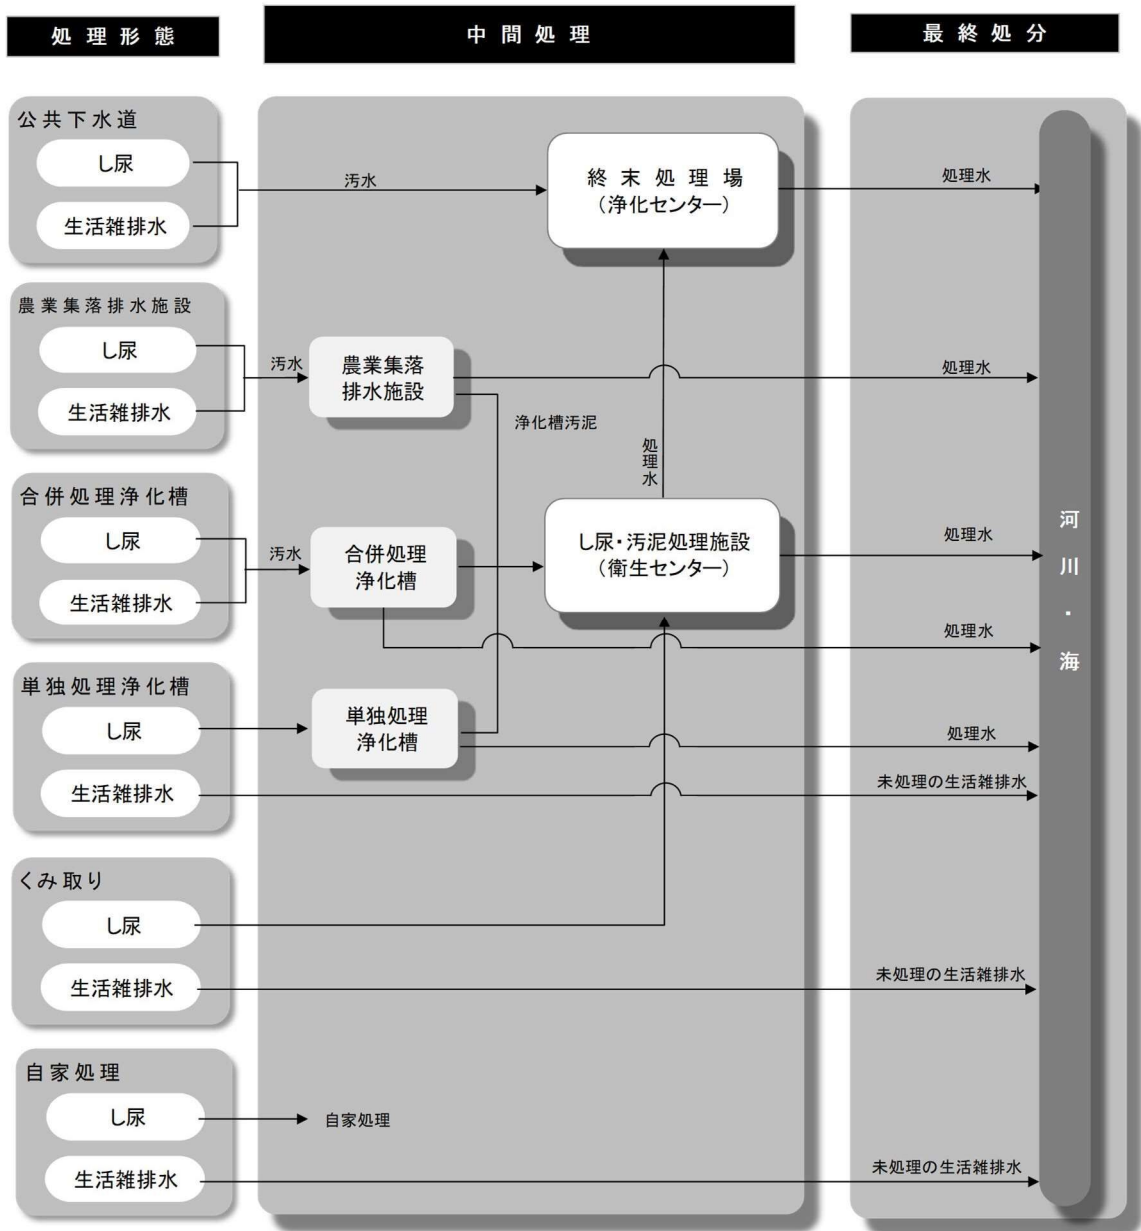 処理形態
中間処理
最終処分
公共下水道
し尿
生活雑排水
汚水
終末処理場
(浄化センター)
処理水
農業集落排水施設
し尿
生活雑排水
汚水
農業集落
排水施設
処理水
浄化槽汚泥
処理水
合併処理浄化槽
し尿
生活雑排水
汚水
合併処理
浄化槽
し尿・汚泥処理施設
(衛生センター)
処理水
処理水
河川・海
単独処理浄化槽
し尿
生活雑排水
単独処理
浄化槽
処理水
未処理の生活雑排水
くみ取り
し尿
生活雑排水
未処理の生活雑排水
自家処理
し尿
自家処理
生活雑排水
未処理の生活雑排水